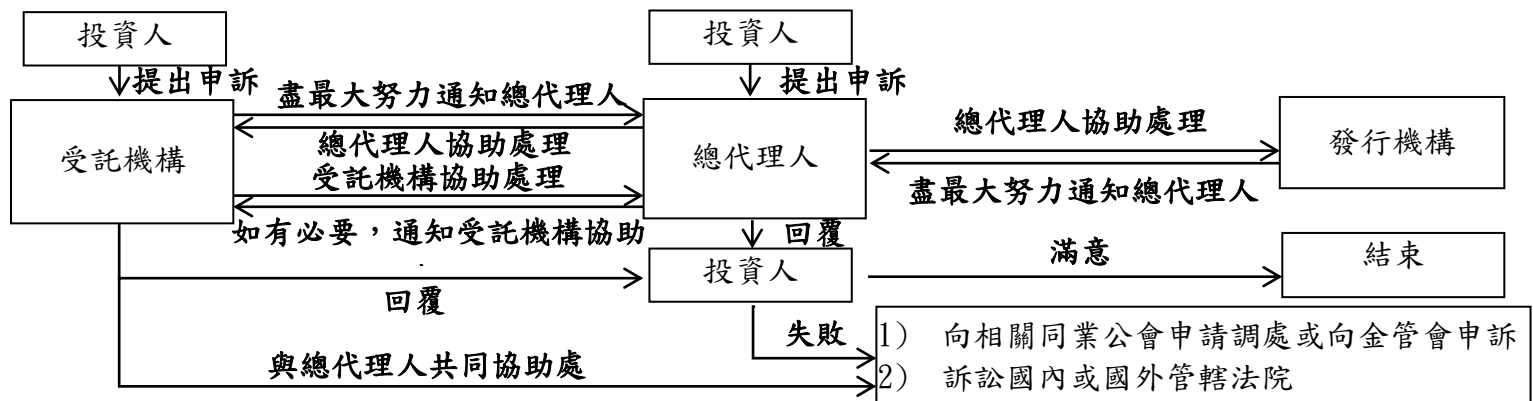 投資人
投資人
提出申訴
提出申訴
盡最大努力通知總代理人
受託機構
總代理人
發行機構
總代理人協助處理
總代理人協助處理
受託機構協助處理
盡最大努力通知總代理人
如有必要，通知受託機構協助
回覆
投資人
滿意
結束
回覆
失敗
1) 向相關同業公會申請調處或向金管會申訴
與總代理人共同協助處
2) 訴訟國內或國外管轄法院